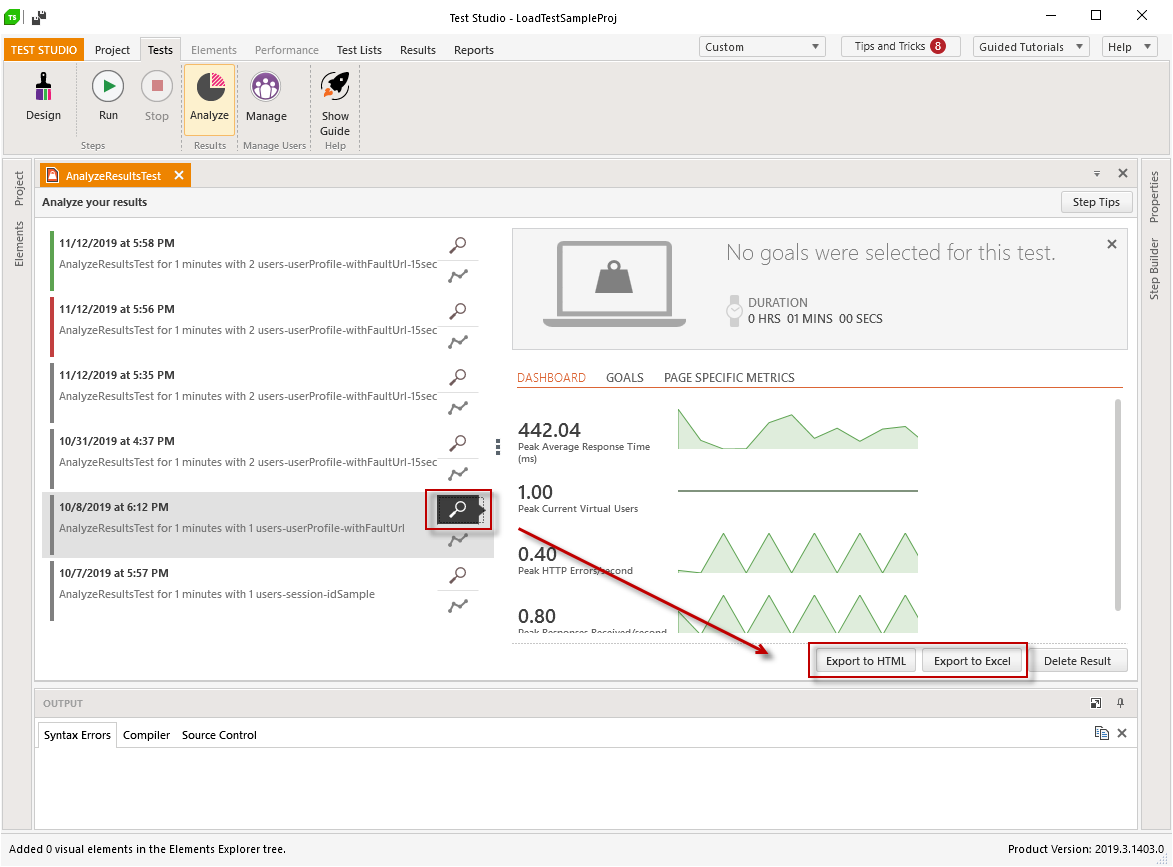 TS
Test Studio - LoadTestSampleProj
TEST STUDIO Project Tests Elements Performance Test Lists Results Reports
Custom Tips and Tricks 8 Guided Tutorials Help
Design Run Stop Analyze Manage Show
Guide
Steps Results Manage Users Help
Project
Elements
AnalyzeResultsTest
Analyze your results
Step Tips
Properties
Step Builder
11/12/2019 at 5:58 PM
AnalyzeResultsTest for 1 minutes with 2 users-userProfile-withFaultUrl-15sec
11/12/2019 at 5:56 PM
AnalyzeResultsTest for 1 minutes with 2 users-userProfile-withFaultUrl-15sec
11/12/2019 at 5:35 PM
AnalyzeResultsTest for 1 minutes with 2 users-userProfile-withFaultUrl-15sec
10/31/2019 at 4:37 PM
AnalyzeResultsTest for 1 minutes with 2 users-userProfile-withFaultUrl-15sec
10/8/2019 at 6:12 PM
AnalyzeResultsTest for 1 minutes with 1 users-userProfile-withFaultUrl
10/7/2019 at 5:57 PM
AnalyzeResultsTest for 1 minutes with 1 users-session-idSample
No goals were selected for this test.
DURATION
0 HRS 01 MINS 00 SECS
DASHBOARD GOALS PAGE SPECIFIC METRICS
442.04
Peak Average Response Time
(ms)
1.00
Peak Current Virtual Users
0.40
Peak HTTP Errors/second
0.80
Peak Responses Received/second
Export to HTML Export to Excel Delete Result
OUTPUT
Syntax Errors Compiler Source Control
Added 0 visual elements in the Elements Explorer tree.
Product Version: 2019.3.1403.0